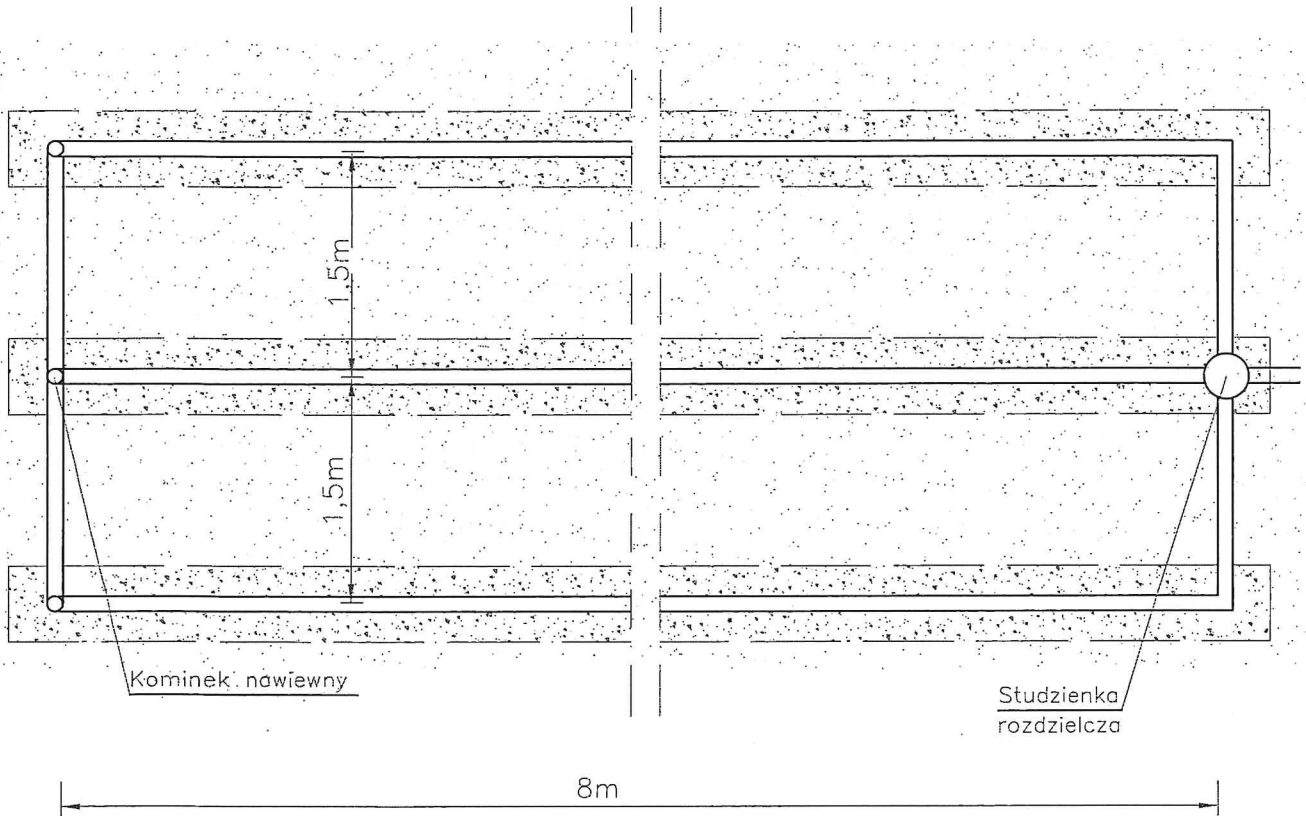 1,5m
1,5m
Kominek nawiewny
Studzienka
rozdzielcza
8m